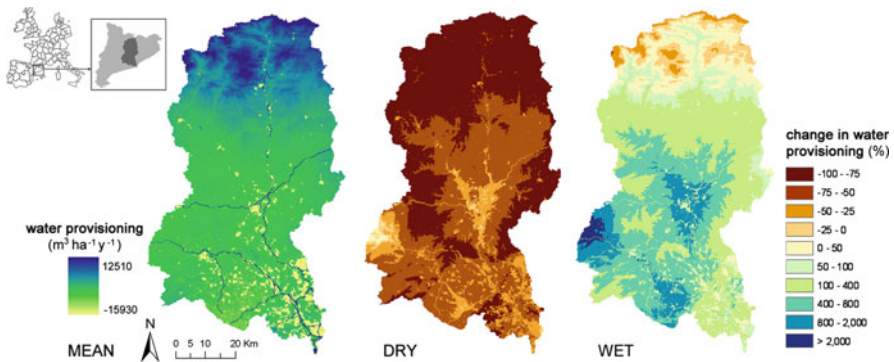 water provisioning
(m³ ha⁻¹ y⁻¹)
12510
-15930
MEAN
N
0 5 10 20 Km
DRY
WET
change in water
provisioning (%)
-100 - -75
-75 - -50
-50 - -25
-25 - 0
0 - 50
50 - 100
100 - 400
400 - 800
800 - 2,000
> 2,000